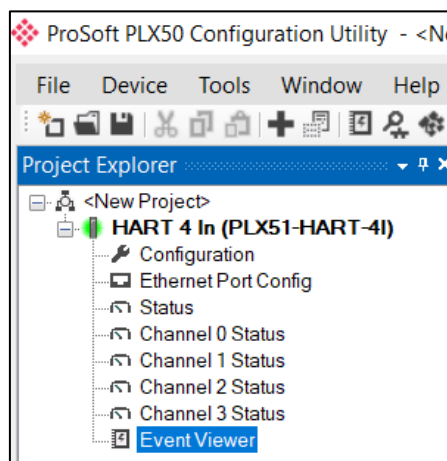 ProSoft PLX50 Configuration Utility - <N
File Device Tools Window Help
Project Explorer
<New Project>
HART 4 In (PLX51-HART-4I)
Configuration
Ethernet Port Config
Status
Channel 0 Status
Channel 1 Status
Channel 2 Status
Channel 3 Status
Event Viewer